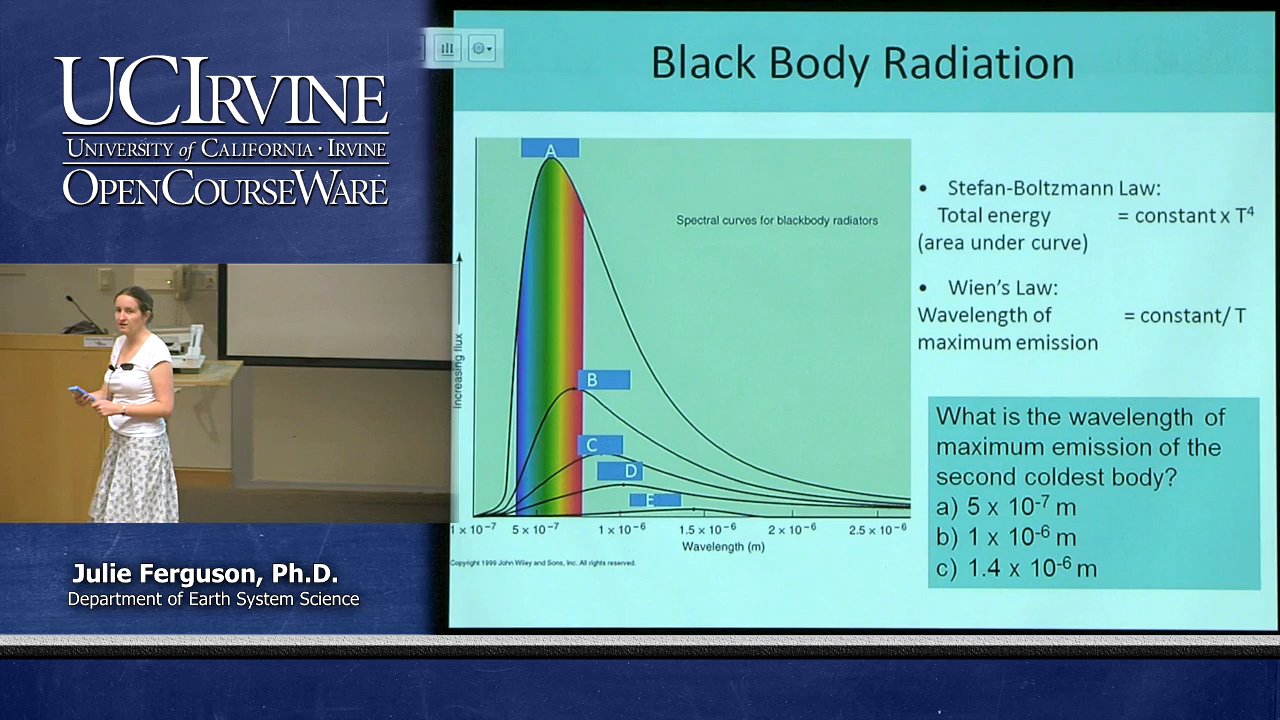 UCIRVINE
UNIVERSITY of CALIFORNIA · IRVINE
OPENCOURSEWARE
Julie Ferguson, Ph.D.
Department of Earth System Science
Black Body Radiation
A
Spectral curves for blackbody radiators
B
C
D
E
Increasing flux
1 x 10-7
5 x 10-7
1 x 10-6
1.5 x 10-6
2 x 10-6
2.5 x 10-6
Wavelength (m)
Copyright 1999 John Wiley and Sons, Inc. All rights reserved.
• Stefan-Boltzmann Law:
Total energy = constant x T4
(area under curve)
• Wien's Law:
Wavelength of = constant/ T
maximum emission
What is the wavelength of
maximum emission of the
second coldest body?
a) 5 x 10-7 m
b) 1 x 10-6 m
c) 1.4 x 10-6 m